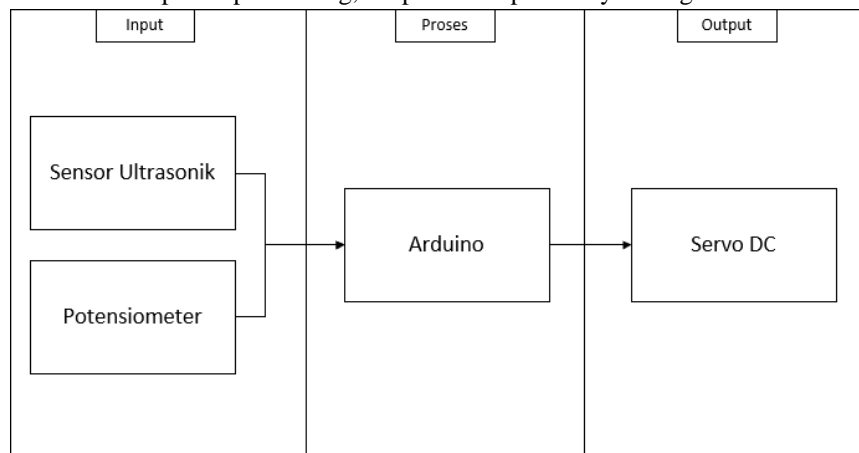 Input
Proses
Output
Sensor Ultrasonik
Arduino
Servo DC
Potensiometer